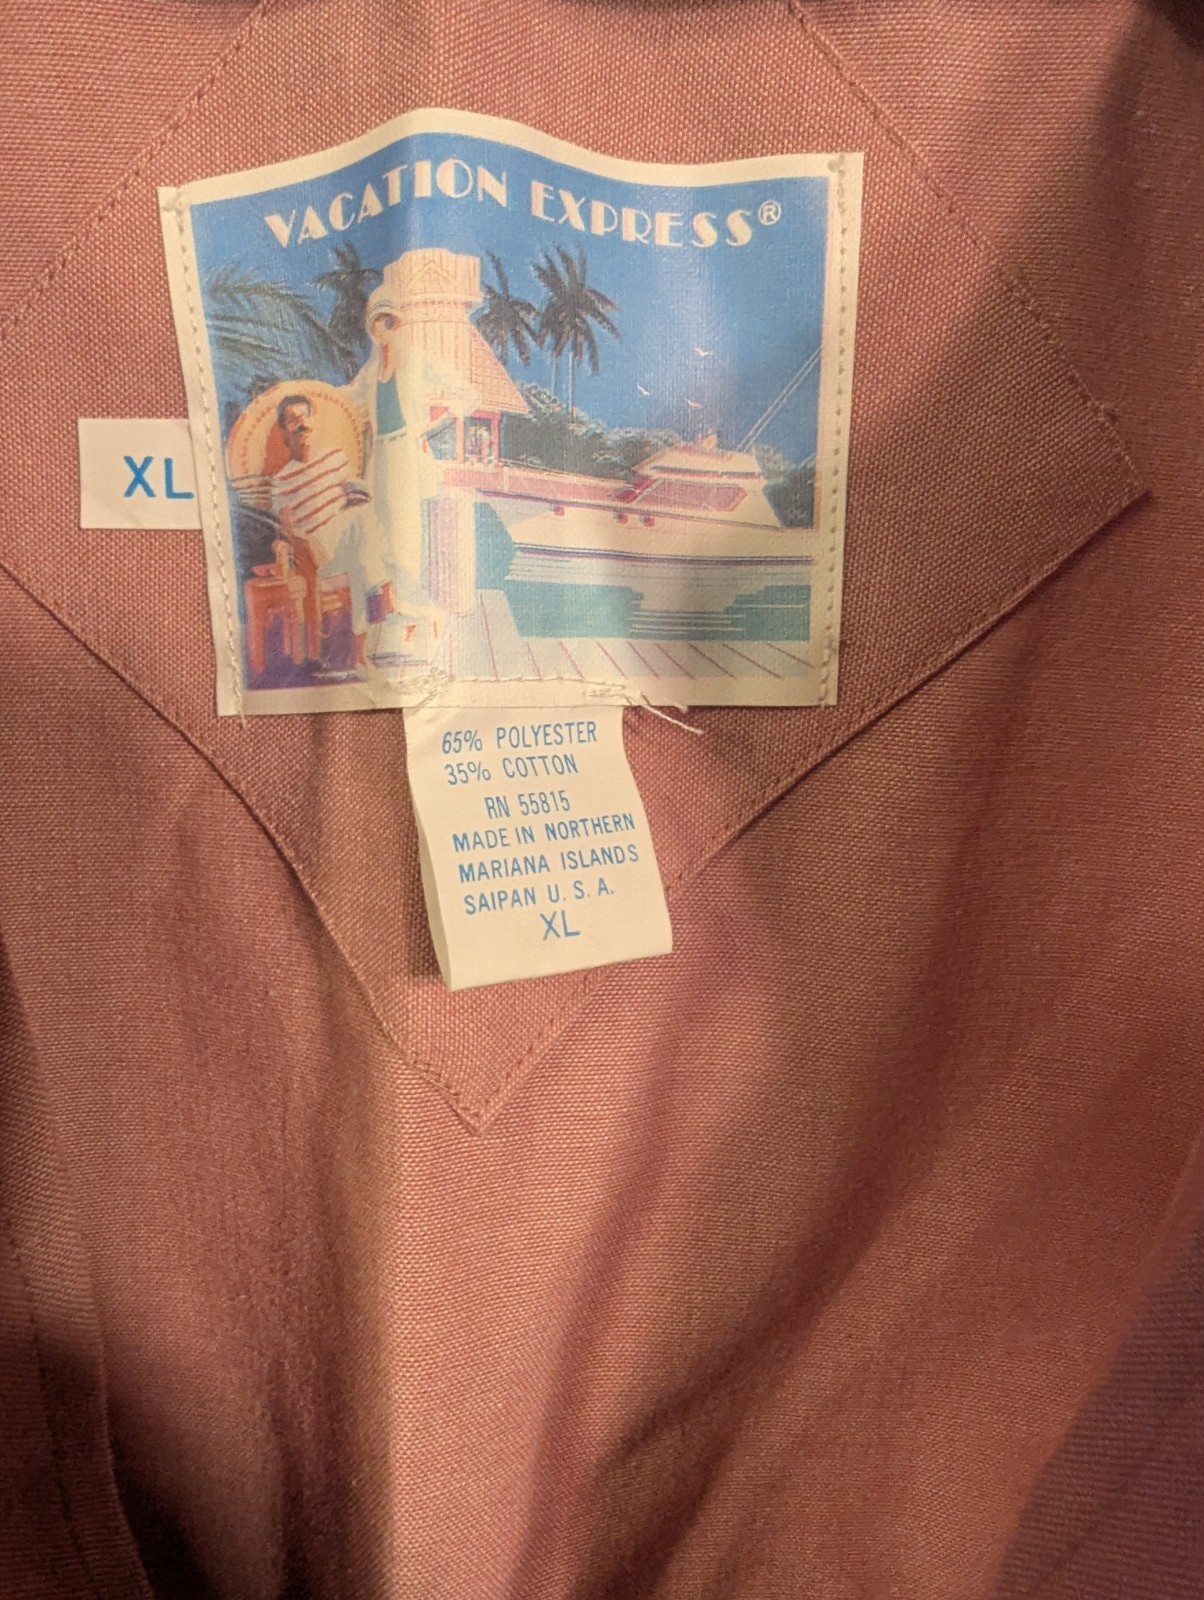 VACATION EXPRESS®
XL
65% POLYESTER
35% COTTON
RN 55815
MADE IN NORTHERN
MARIANA ISLANDS
SAIPAN U.S.A.
XL